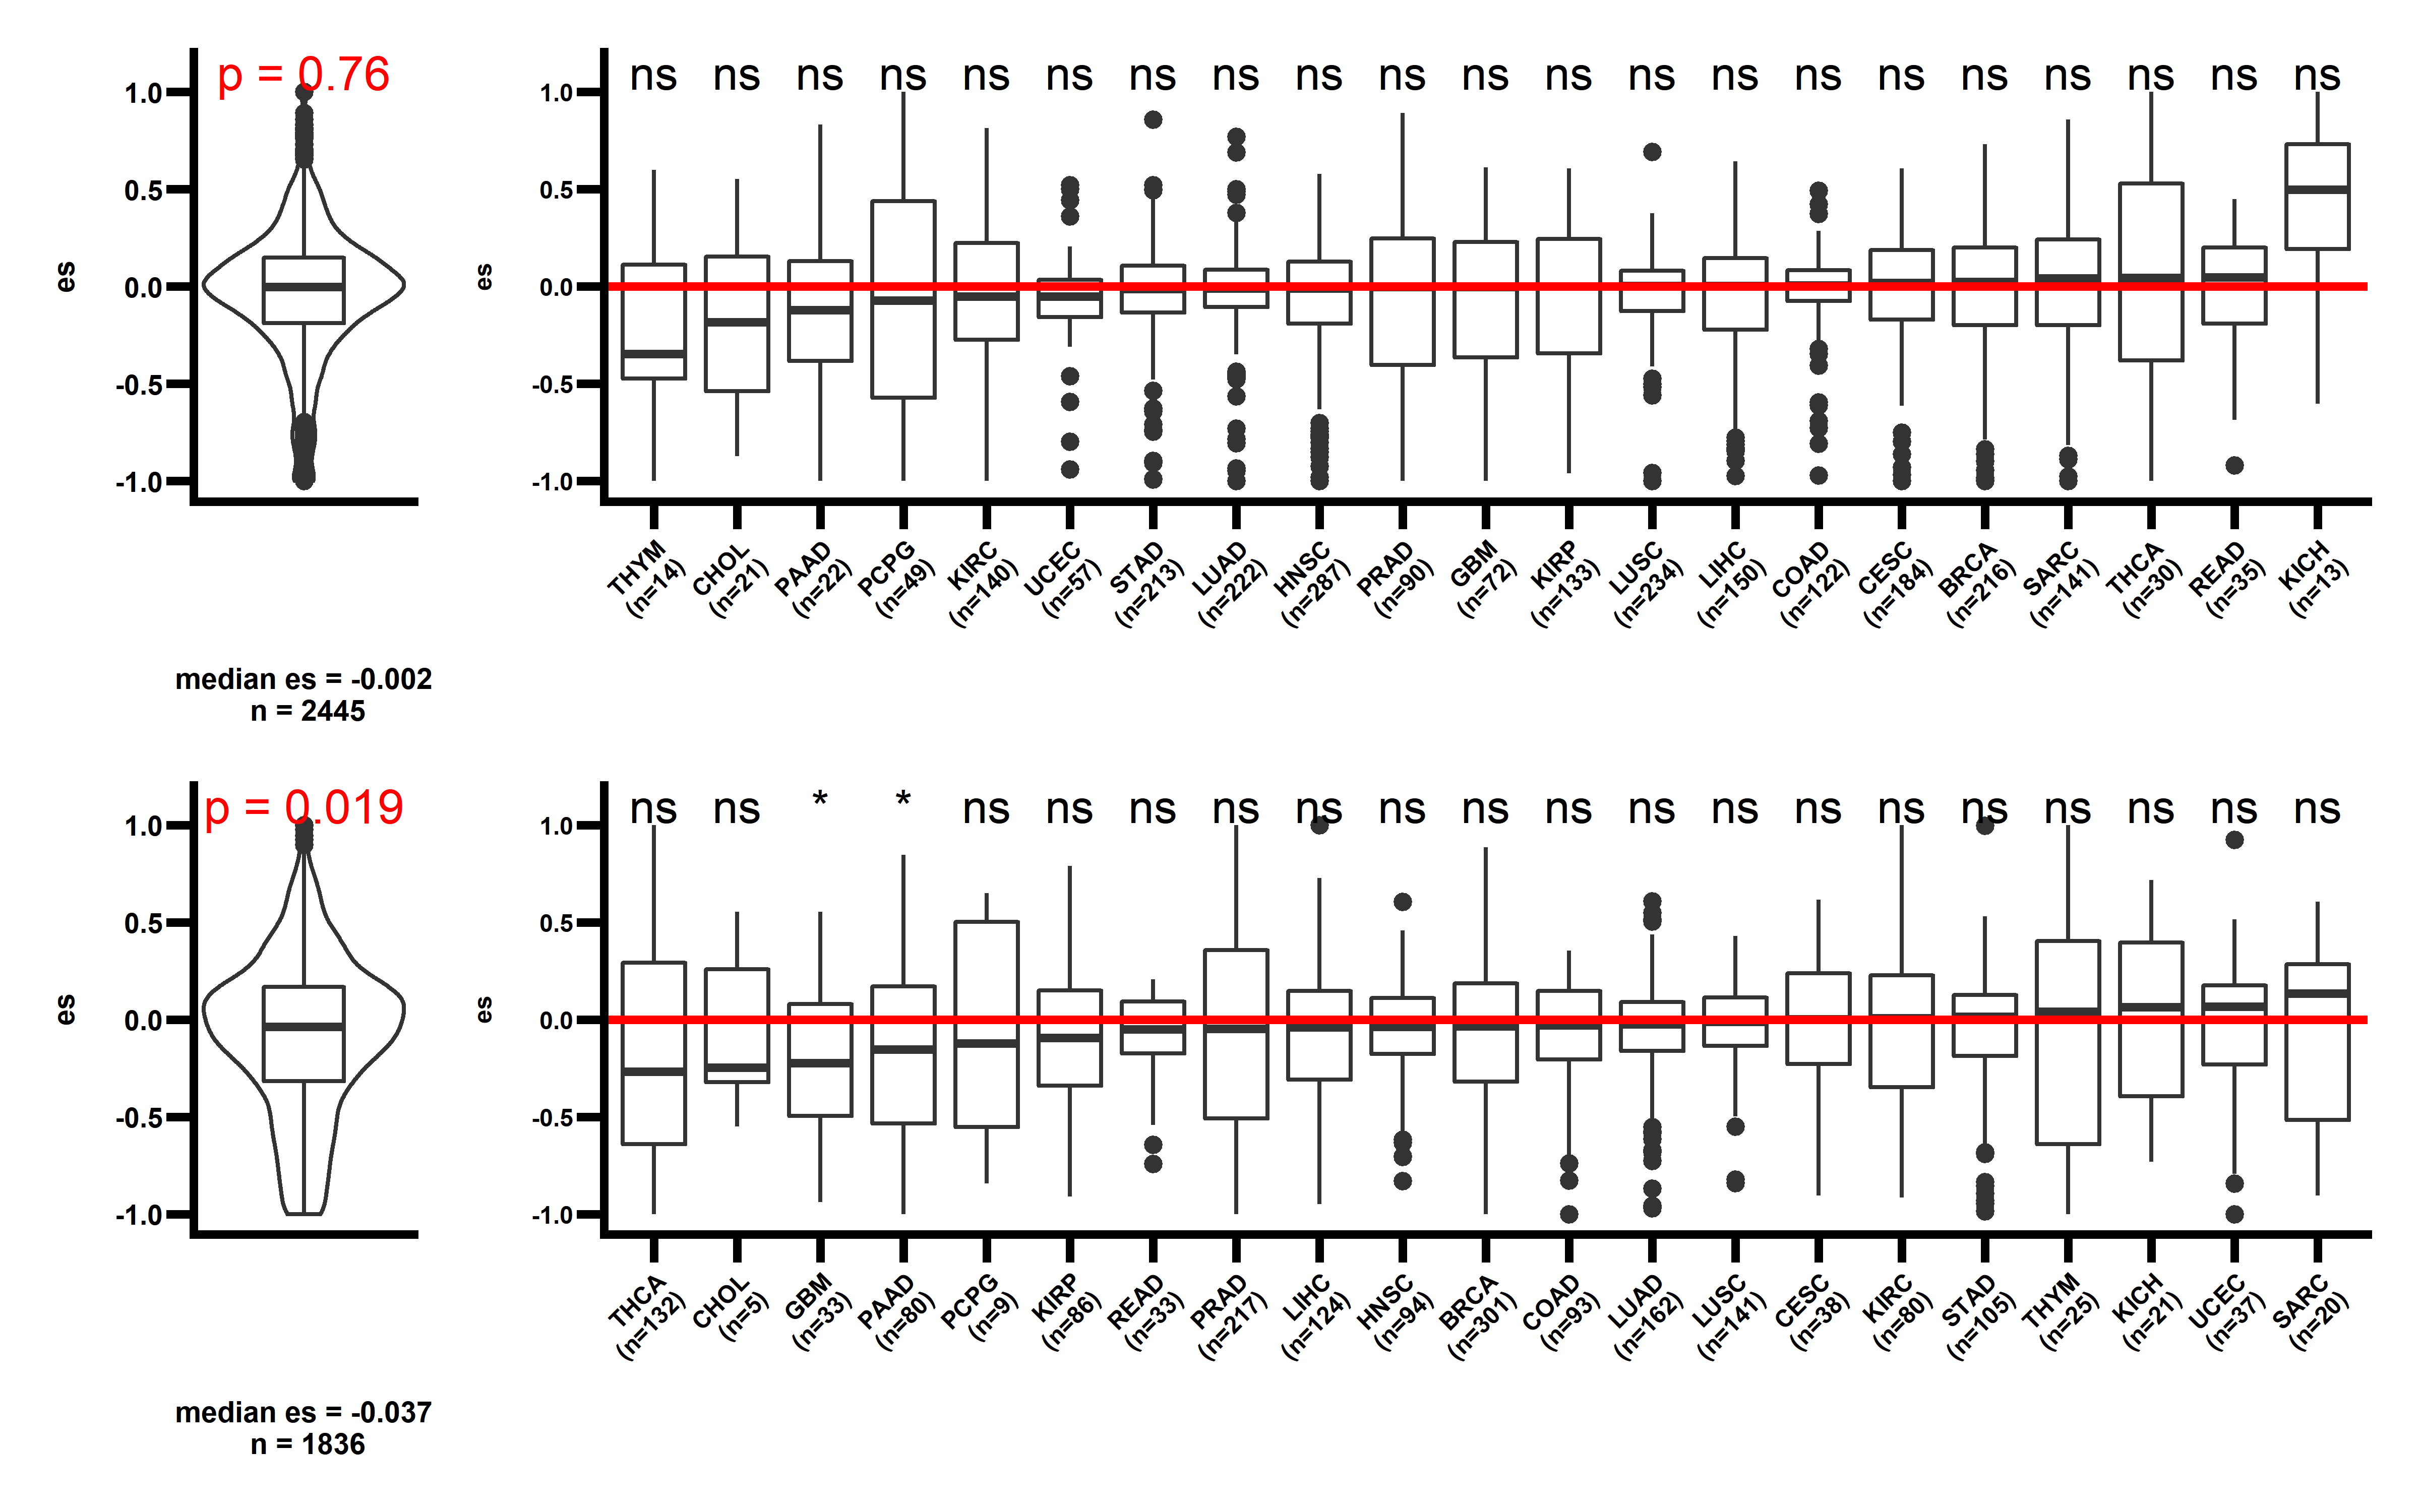 p = 0.76
1.0
0.5
0.0
-0.5
-1.0
es
median es = -0.002
n = 2445
ns ns ns ns ns ns ns ns ns ns ns ns ns ns ns ns ns ns ns ns ns
1.0
0.5
0.0
-0.5
-1.0
es
THYM
(n=14)
CHOL
(n=21)
PAAD
(n=22)
PCPG
(n=49)
KIRC
(n=140)
UCEC
(n=57)
STAD
(n=213)
LUAD
(n=222)
HNSC
(n=287)
PRAD
(n=90)
GBM
(n=72)
KIRP
(n=133)
LUSC
(n=234)
LIHC
(n=150)
COAD
(n=122)
CESC
(n=184)
BRCA
(n=216)
SARC
(n=141)
THCA
(n=30)
READ
(n=35)
KICH
(n=13)
p = 0.019
1.0
0.5
0.0
-0.5
-1.0
es
median es = -0.037
n = 1836
ns ns * * ns ns ns ns ns ns ns ns ns ns ns ns ns ns ns ns ns
1.0
0.5
0.0
-0.5
-1.0
es
THCA
(n=132)
CHOL
(n=5)
GBM
(n=33)
PAAD
(n=80)
PCPG
(n=9)
KIRP
(n=86)
READ
(n=33)
PRAD
(n=217)
LIHC
(n=124)
HNSC
(n=94)
BRCA
(n=301)
COAD
(n=93)
LUAD
(n=162)
LUSC
(n=141)
CESC
(n=38)
KIRC
(n=80)
STAD
(n=105)
THYM
(n=25)
KICH
(n=21)
UCEC
(n=37)
SARC
(n=20)